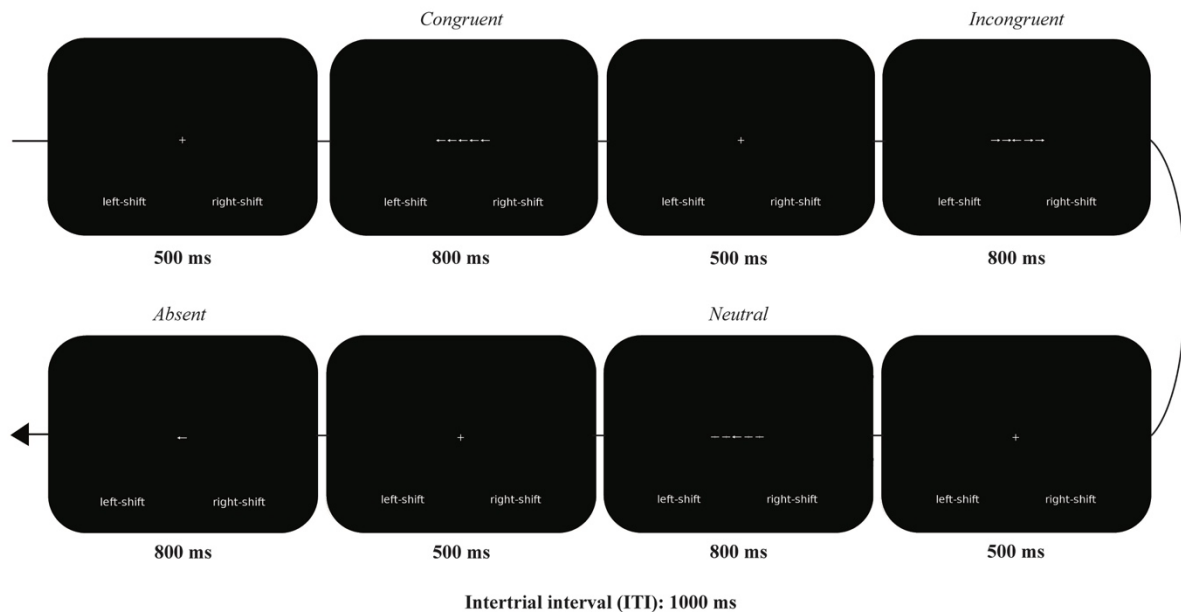 Congruent Incongruent
+ +
left-shift right-shift left-shift right-shift left-shift right-shift left-shift right-shift
500 ms 800 ms 500 ms 800 ms
Absent Neutral
+ +
left-shift right-shift left-shift right-shift left-shift right-shift left-shift right-shift
800 ms 500 ms 800 ms 500 ms
Intertrial interval (ITI): 1000 ms